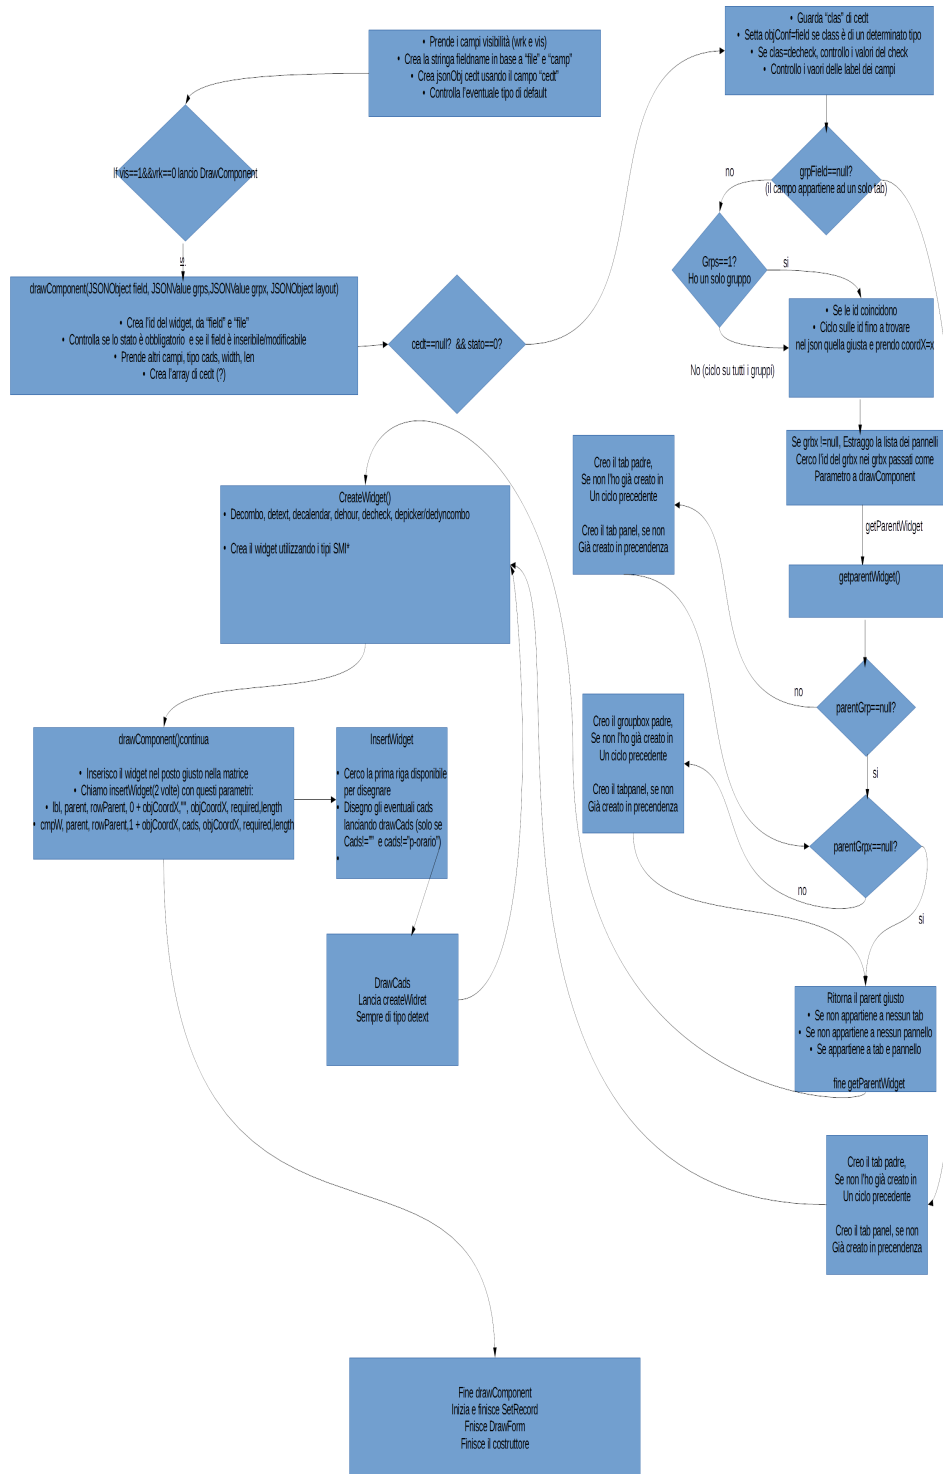 • Prende i campi visibilità (wrk e vis)
• Crea la stringa fieldname in base a “file” e “camp”
• Crea jsonObj cedt usando il campo “cedt”
• Controlla l'eventuale tipo di default
If vis==1&&vrk==0 lancio DrawComponent
si
drawComponent(JSONObject field, JSONValue grps,JSONValue grpx, JSONObject layout)
• Crea l'id del widget, da “field” e “file”
• Controlla se lo stato è obbligatorio e se il field è inseribile/modificabile
• Prende altri campi, tipo cads, width, len
• Crea l'array di cedt (?)
cedt==null? && stato==0?
• Guarda “clas” di cedt
• Setta objConf=field se class è di un determinato tipo
• Se clas=decheck, controllo i valori del check
• Controllo i vaori delle label dei campi
grpField==null?
(il campo appartiene ad un solo tab)
no
Grps==1?
Ho un solo gruppo
si
No (ciclo su tutti i gruppi)
• Se le id coincidono
• Ciclo sulle id fino a trovare
nel json quella giusta e prendo coordX=x
Se grbx !=null, Estraggo la lista dei pannelli
Cerco l'id del grbx nei grbx passati come
Parametro a drawComponent
getParentWidget
getparentWidget()
parentGrp==null?
no
si
Creo il tab padre,
Se non l'ho già creato in
Un ciclo precedente
Creo il tab panel, se non
Già creato in precendenza
parentGrpx==null?
no
si
Creo il groupbox padre,
Se non l'ho già creato in
Un ciclo precedente
Creo il tabpanel, se non
Già creato in precendenza
Ritorna il parent giusto
• Se non appartiene a nessun tab
• Se non appartiene a nessun pannello
• Se appartiene a tab e pannello
fine getParentWidget
Creo il tab padre,
Se non l'ho già creato in
Un ciclo precedente
Creo il tab panel, se non
Già creato in precendenza
CreateWidget()
• Decombo, detext, decalendar, dehour, decheck, depicker/dedyncombo
• Crea il widget utilizzando i tipi SMI*
drawComponent()continua
• Inserisco il widget nel posto giusto nella matrice
• Chiamo insertWidget(2 volte) con questi parametri:
• lbl, parent, rowParent, 0 + objCoordX,"", objCoordX, required,length
• cmpW, parent, rowParent,1 + objCoordX, cads, objCoordX, required,length
InsertWidget
• Cerco la prima riga disponibile
per disegnare
• Disegno gli eventuali cads
lanciando drawCads (solo se
Cads!="" e cads!="p-orario")
•
DrawCads
Lancia createWidret
Sempre di tipo detext
Fine drawComponent
Inizia e finisce SetRecord
Fnisce DrawForm
Finisce il costruttore